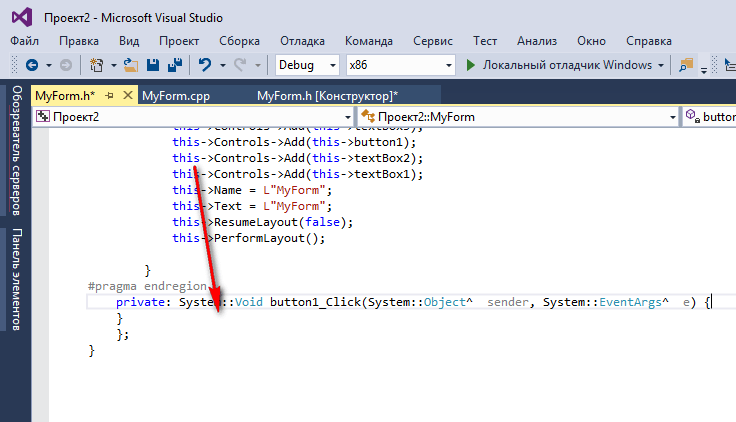 Проект2 - Microsoft Visual Studio
Файл Правка Вид Проект Сборка Отладка Команда Сервис Тест Анализ Окно Справка
Debug x86 Локальный отладчик Windows
Обозреватель серверов
Панель элементов
MyForm.h* MyForm.cpp MyForm.h [Конструктор]*
Проект2 Проект2::MyForm button
this->Controls->Add(this->textBox3);
this->Controls->Add(this->button1);
this->Controls->Add(this->textBox2);
this->Controls->Add(this->textBox1);
this->Name = L"MyForm";
this->Text = L"MyForm";
this->ResumeLayout(false);
this->PerformLayout();
}
#pragma endregion
private: System::Void button1_Click(System::Object^ sender, System::EventArgs^ e) {
}
};
}